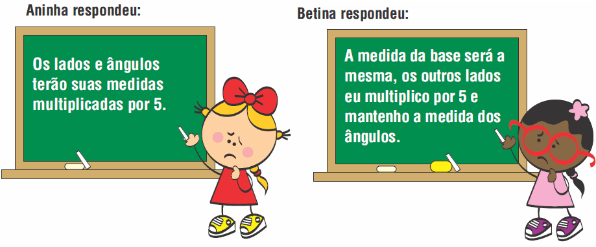 Aninha respondeu:
Os lados e ângulos
terão suas medidas
multiplicadas por 5.
Betina respondeu:
A medida da base será a
mesma, os outros lados
eu multiplico por 5 e
mantenho a medida dos
ângulos.